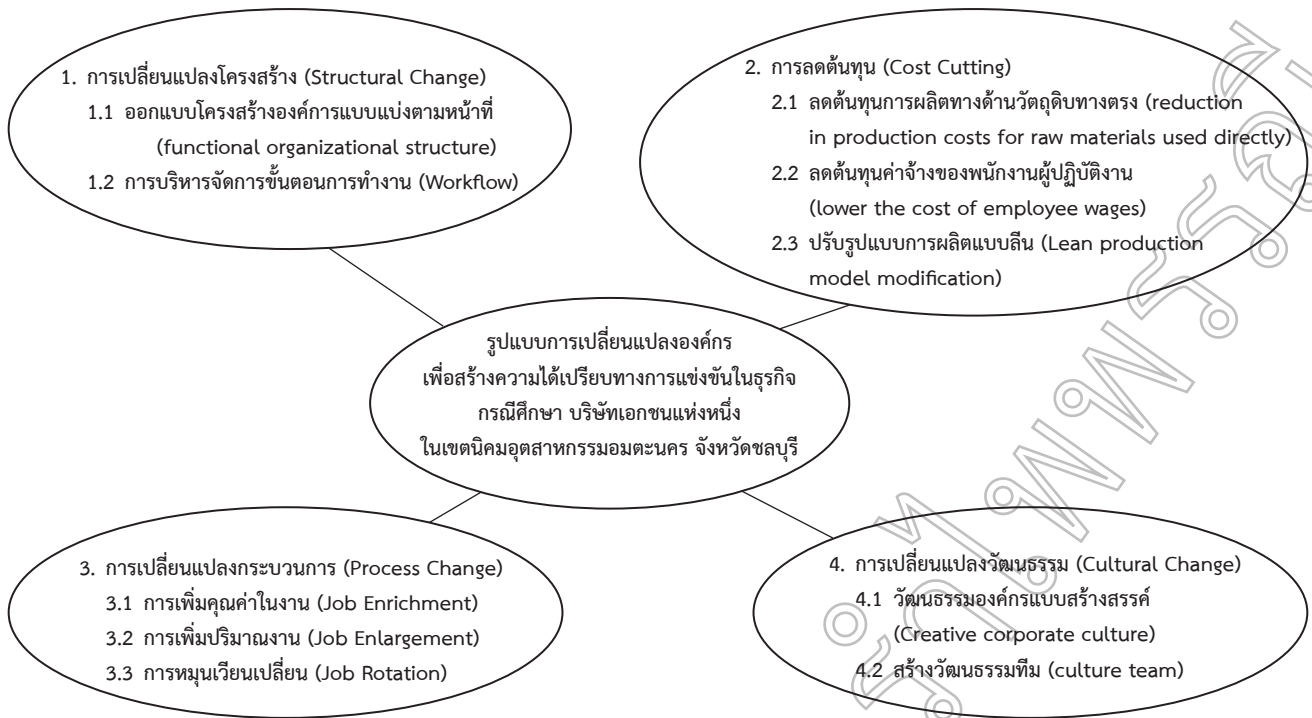 1. การเปลี่ยนแปลงโครงสร้าง (Structural Change)
1.1 ออกแบบโครงสร้างองค์การแบบแบ่งตามหน้าที่
(functional organizational structure)
1.2 การบริหารจัดการขั้นตอนการทำงาน (Workflow)
2. การลดต้นทุน (Cost Cutting)
2.1 ลดต้นทุนการผลิตทางด้านวัตถุดิบทางตรง (reduction
in production costs for raw materials used directly)
2.2 ลดต้นทุนค่าจ้างของพนักงานผู้ปฏิบัติงาน
(lower the cost of employee wages)
2.3 ปรับรูปแบบการผลิตแบบลีน (Lean production
model modification)
รูปแบบการเปลี่ยนแปลงองค์กร
เพื่อสร้างความได้เปรียบทางการแข่งขันในธุรกิจ
กรณีศึกษา บริษัทเอกชนแห่งหนึ่ง
ในเขตนิคมอุตสาหกรรมอมตะนคร จังหวัดชลบุรี
3. การเปลี่ยนแปลงกระบวนการ (Process Change)
3.1 การเพิ่มคุณค่าในงาน (Job Enrichment)
3.2 การเพิ่มปริมาณงาน (Job Enlargement)
3.3 การหมุนเวียนเปลี่ยน (Job Rotation)
4. การเปลี่ยนแปลงวัฒนธรรม (Cultural Change)
4.1 วัฒนธรรมองค์กรแบบสร้างสรรค์
(Creative corporate culture)
4.2 สร้างวัฒนธรรมทีม (culture team)